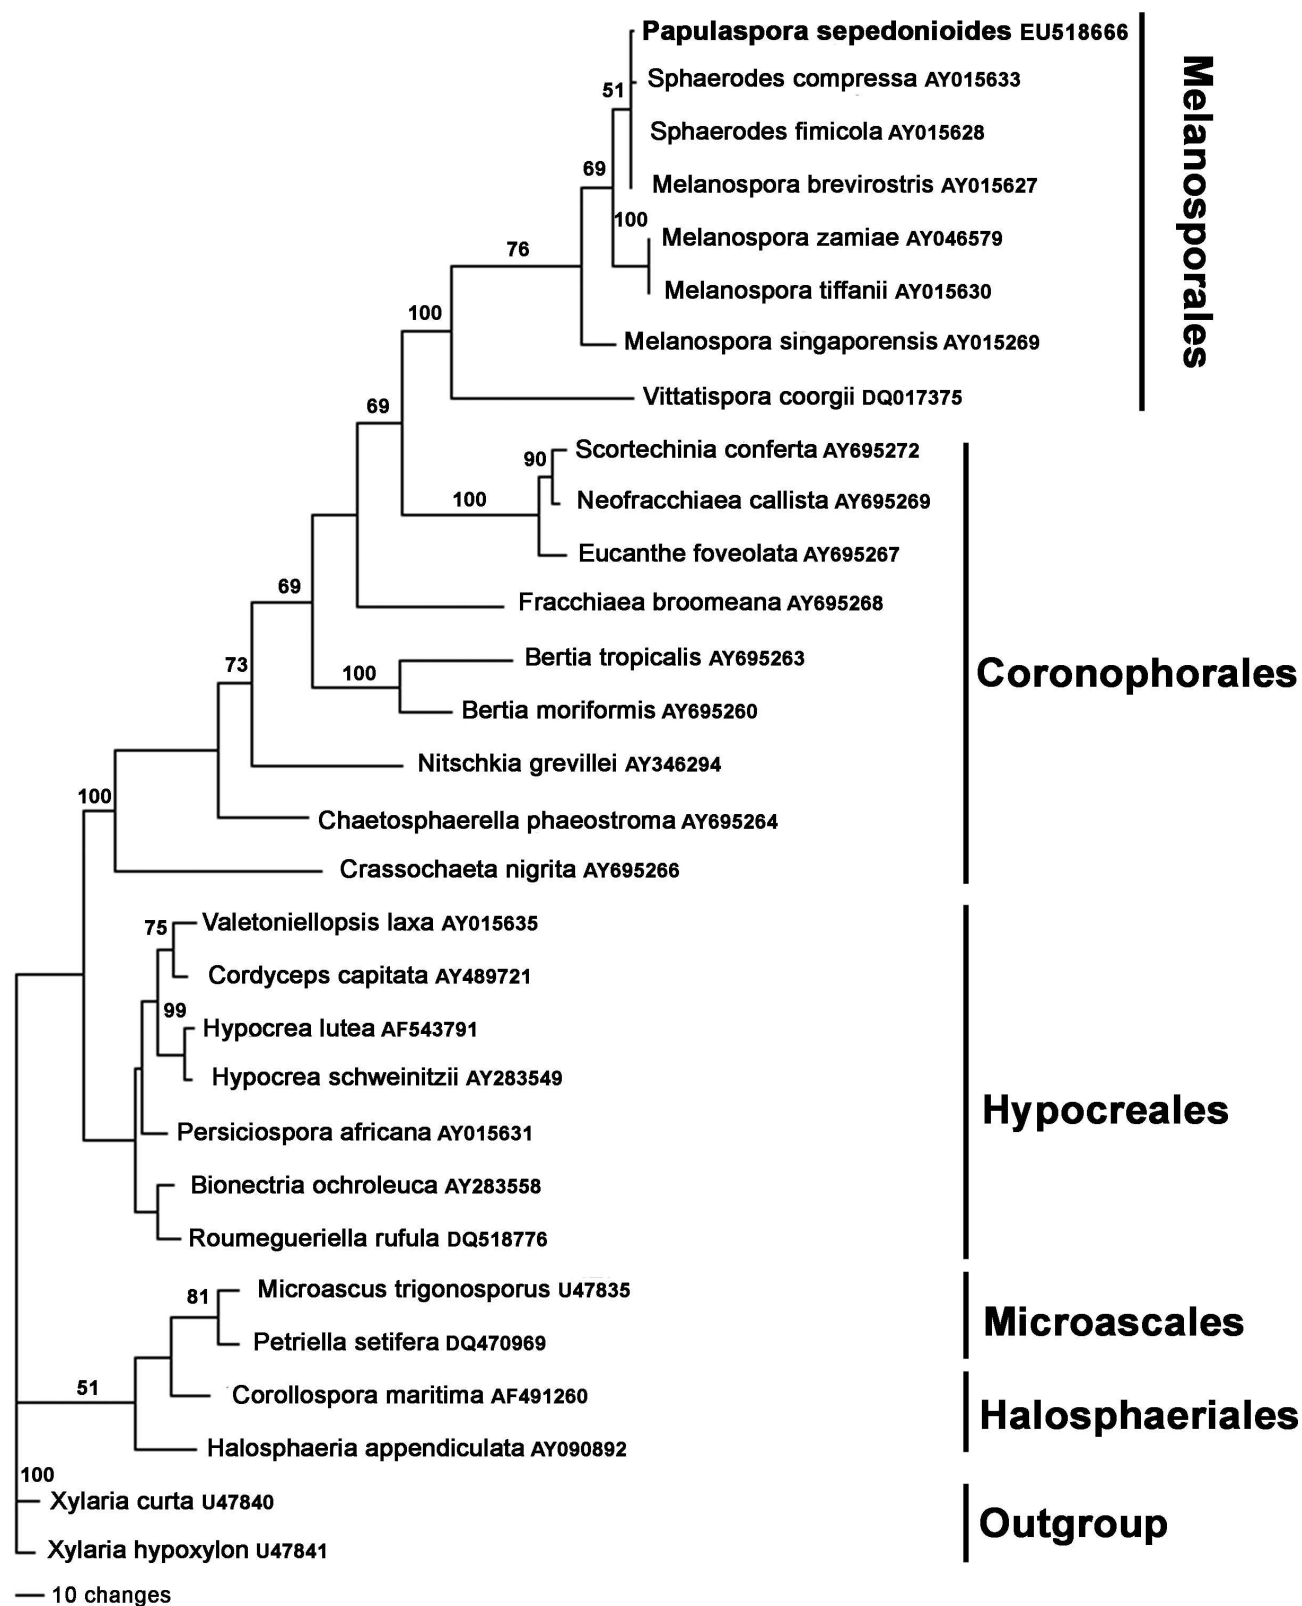 Papulaspora sepedonioides EU518666
Sphaerodes compressa AY015633
51
Sphaerodes fimicola AY015628
69
Melanospora brevirostris AY015627
100
Melanospora zamiae AY046579
76
Melanospora tiffanii AY015630
100
Melanospora singaporensis AY015269
Vittatispora coorgii DQ017375
Melanosporales
69
Scortechinia conferta AY695272
90
Neofracchiaea callista AY695269
100
Eucanthe foveolata AY695267
69
Fracchiaea broomeana AY695268
Bertia tropicalis AY695263
73
100
Coronophorales
Bertia moriformis AY695260
Nitschkia grevillei AY346294
100
Chaetosphaerella phaeostroma AY695264
Crassochaeta nigrita AY695266
Valetoniellopsis laxa AY015635
75
Cordyceps capitata AY489721
99
Hypocrea lutea AF543791
Hypocrea schweinitzii AY283549
Hypocreales
Persiciospora africana AY015631
Bionectria ochroleuca AY283558
Roumegueriella rufula DQ518776
Microascus trigonosporus U47835
81
Microascales
Petriella setifera DQ470969
51
Corollospora maritima AF491260
Halosphaeriales
Halosphaeria appendiculata AY090892
100
Xylaria curta U47840
Outgroup
Xylaria hypoxylon U47841
10 changes